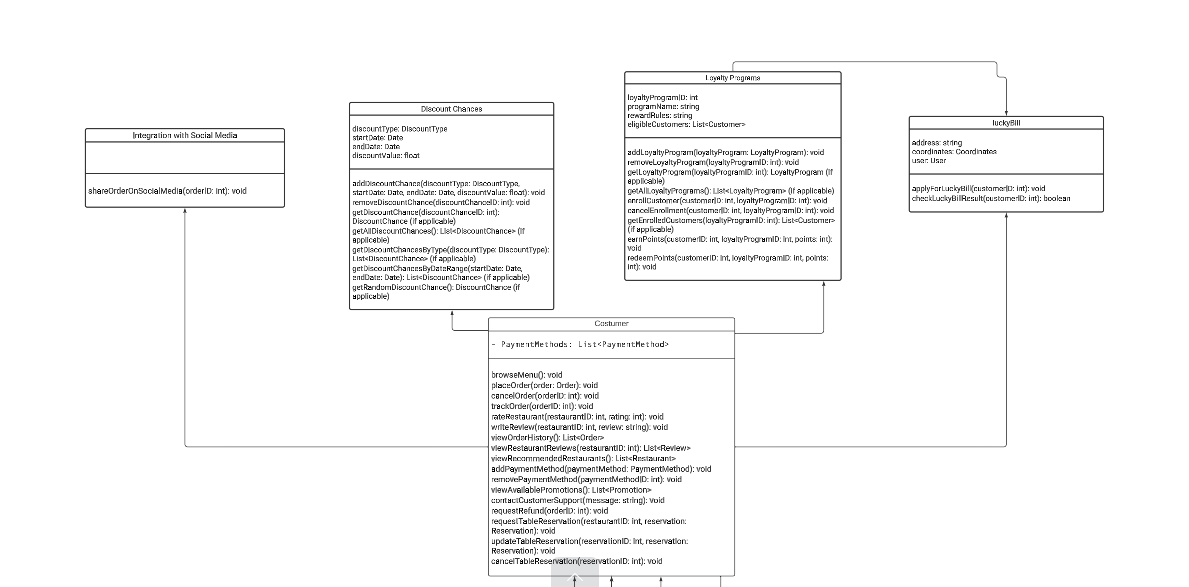 Integration with Social Media
shareOrderOnSocialMedia(orderID: int): void
Discount Chances
discountType: DiscountType
startDate: Date
endDate: Date
discountValue: float
addDiscountChance(discountType: DiscountType,
startDate: Date, endDate: Date, discountValue: float): void
removeDiscountChance(discountChanceID: int): void
getDiscountChance(discountChanceID: int):
DiscountChance (if applicable)
getAllDiscountChances(): List<DiscountChance> (if
applicable)
getDiscountChancesByType(discountType: DiscountType):
List<DiscountChance> (if applicable)
getDiscountChancesByDateRange(startDate: Date,
endDate: Date): List<DiscountChance> (if applicable)
getRandomDiscountChance(): DiscountChance (if
applicable)
Loyalty Programs
loyaltyProgramID: int
programName: string
rewardRules: string
eligibleCustomers: List<Customer>
addLoyaltyProgram(loyaltyProgram: LoyaltyProgram): void
removeLoyaltyProgram(loyaltyProgramID: int): void
getLoyaltyProgram(loyaltyProgramID: int): LoyaltyProgram (if
applicable)
getAllLoyaltyPrograms(): List<LoyaltyProgram> (if applicable)
enrollCustomer(customerID: int, loyaltyProgramID: int): void
cancelEnrollment(customerID: int, loyaltyProgramID: int): void
getEnrolledCustomers(loyaltyProgramID: int): List<Customer>
(if applicable)
earnPoints(customerID: int, loyaltyProgramID: int, points: int):
void
redeemPoints(customerID: int, loyaltyProgramID: int, points:
int): void
luckyBill
address: string
coordinates: Coordinates
user: User
applyForLuckyBill(customerID: int): void
checkLuckyBillResult(customerID: int): boolean
Costumer
- PaymentMethods: List<PaymentMethod>
browseMenu(): void
placeOrder(order: Order): void
cancelOrder(orderID: int): void
trackOrder(orderID: int): void
rateRestaurant(restaurantID: int, rating: int): void
writeReview(restaurantID: int, review: string): void
viewOrderHistory(): List<Order>
viewRestaurantReviews(restaurantID: int): List<Review>
viewRecommendedRestaurants(): List<Restaurant>
addPaymentMethod(paymentMethod: PaymentMethod): void
removePaymentMethod(paymentMethodID: int): void
viewAvailablePromotions(): List<Promotion>
contactCustomerSupport(message: string): void
requestRefund(orderID: int): void
requestTableReservation(restaurantID: int, reservation:
Reservation): void
updateTableReservation(reservationID: int, reservation:
Reservation): void
cancelTableReservation(reservationID: int): void